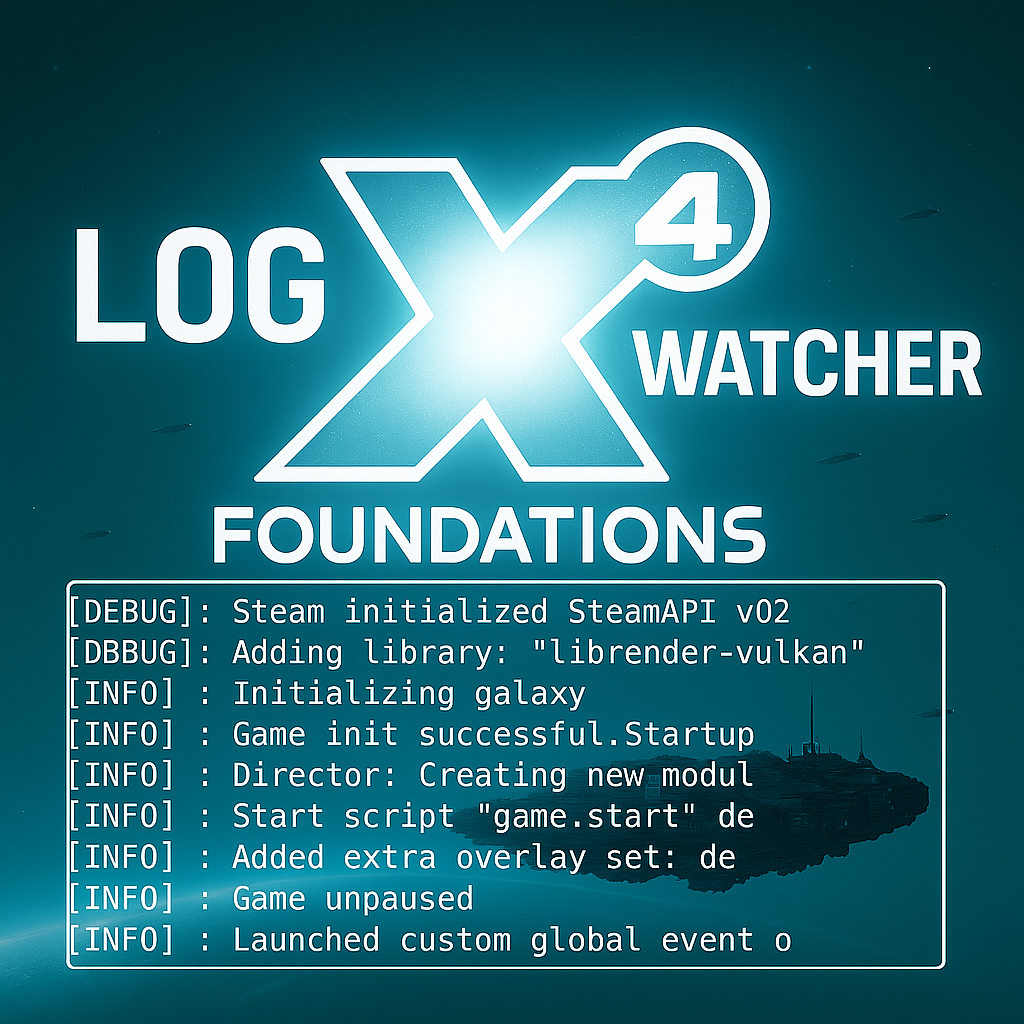 LOG
X4
WATCHER
FOUNDATIONS
[DEBUG]: Steam initialized SteamAPI v02
[DBBUG]: Adding library: "librender-vulkan"
[INFO] : Initializing galaxy
[INFO] : Game init successful.Startup
[INFO] : Director: Creating new modul
[INFO] : Start script "game.start" de
[INFO] : Added extra overlay set: de
[INFO] : Game unpaused
[INFO] : Launched custom global event o